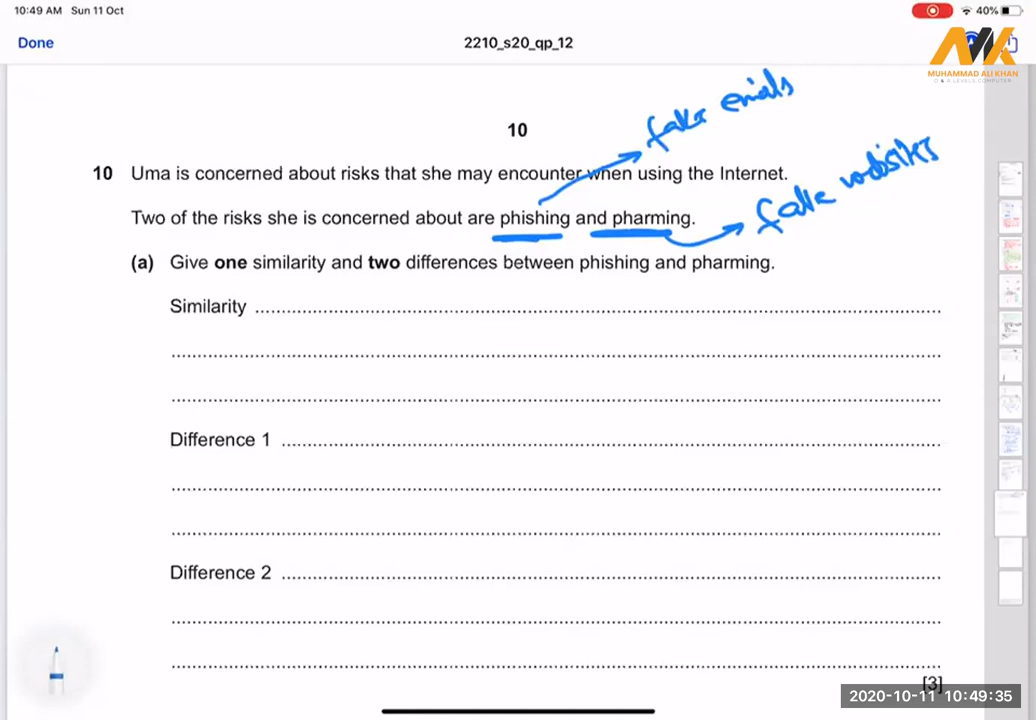 10:49 AM Sun 11 Oct
40%
Done
2210_s20_qp_12
MUHAMMAD ALI KHAN
O & A LEVELS COMPUTER
fake emials
10
10 Uma is concerned about risks that she may encounter when using the Internet.
fake websites
Two of the risks she is concerned about are phishing and pharming.
(a) Give one similarity and two differences between phishing and pharming.
Similarity
Difference 1
Difference 2
[3]
2020-10-11 10:49:35